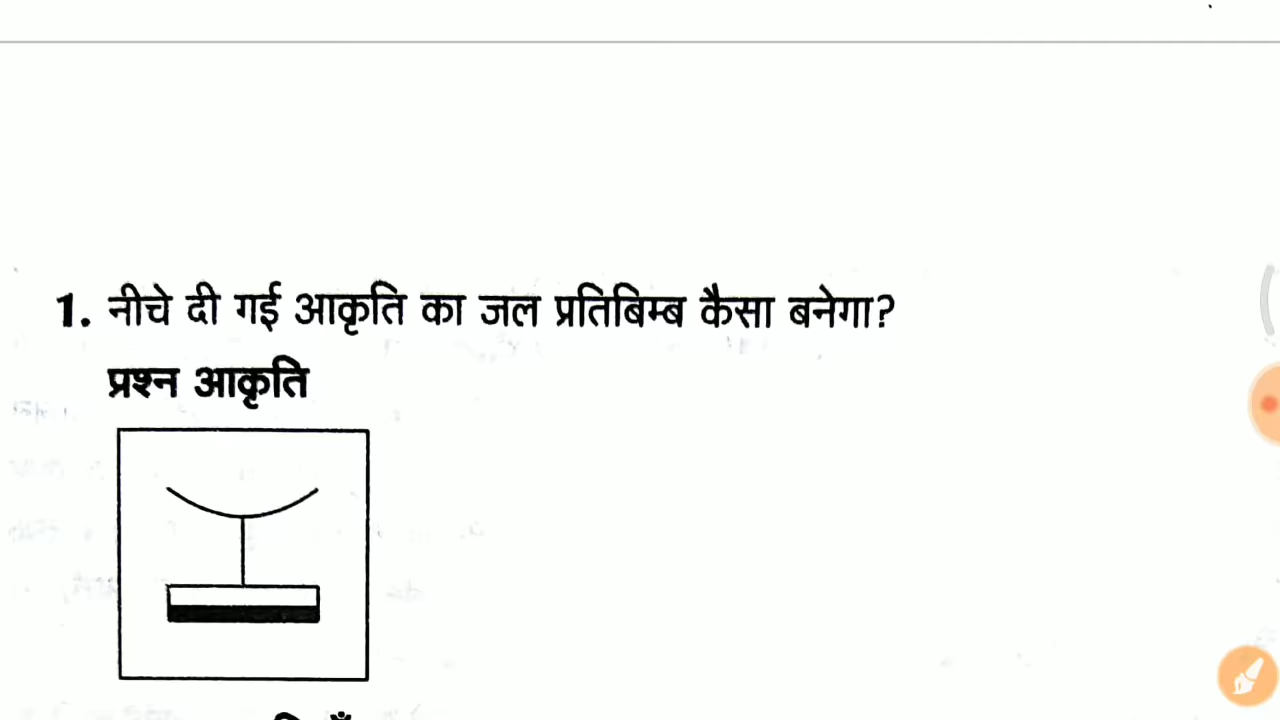 1. नीचे दी गई आकृति का जल प्रतिबिम्ब कैसा बनेगा?
प्रश्न आकृति